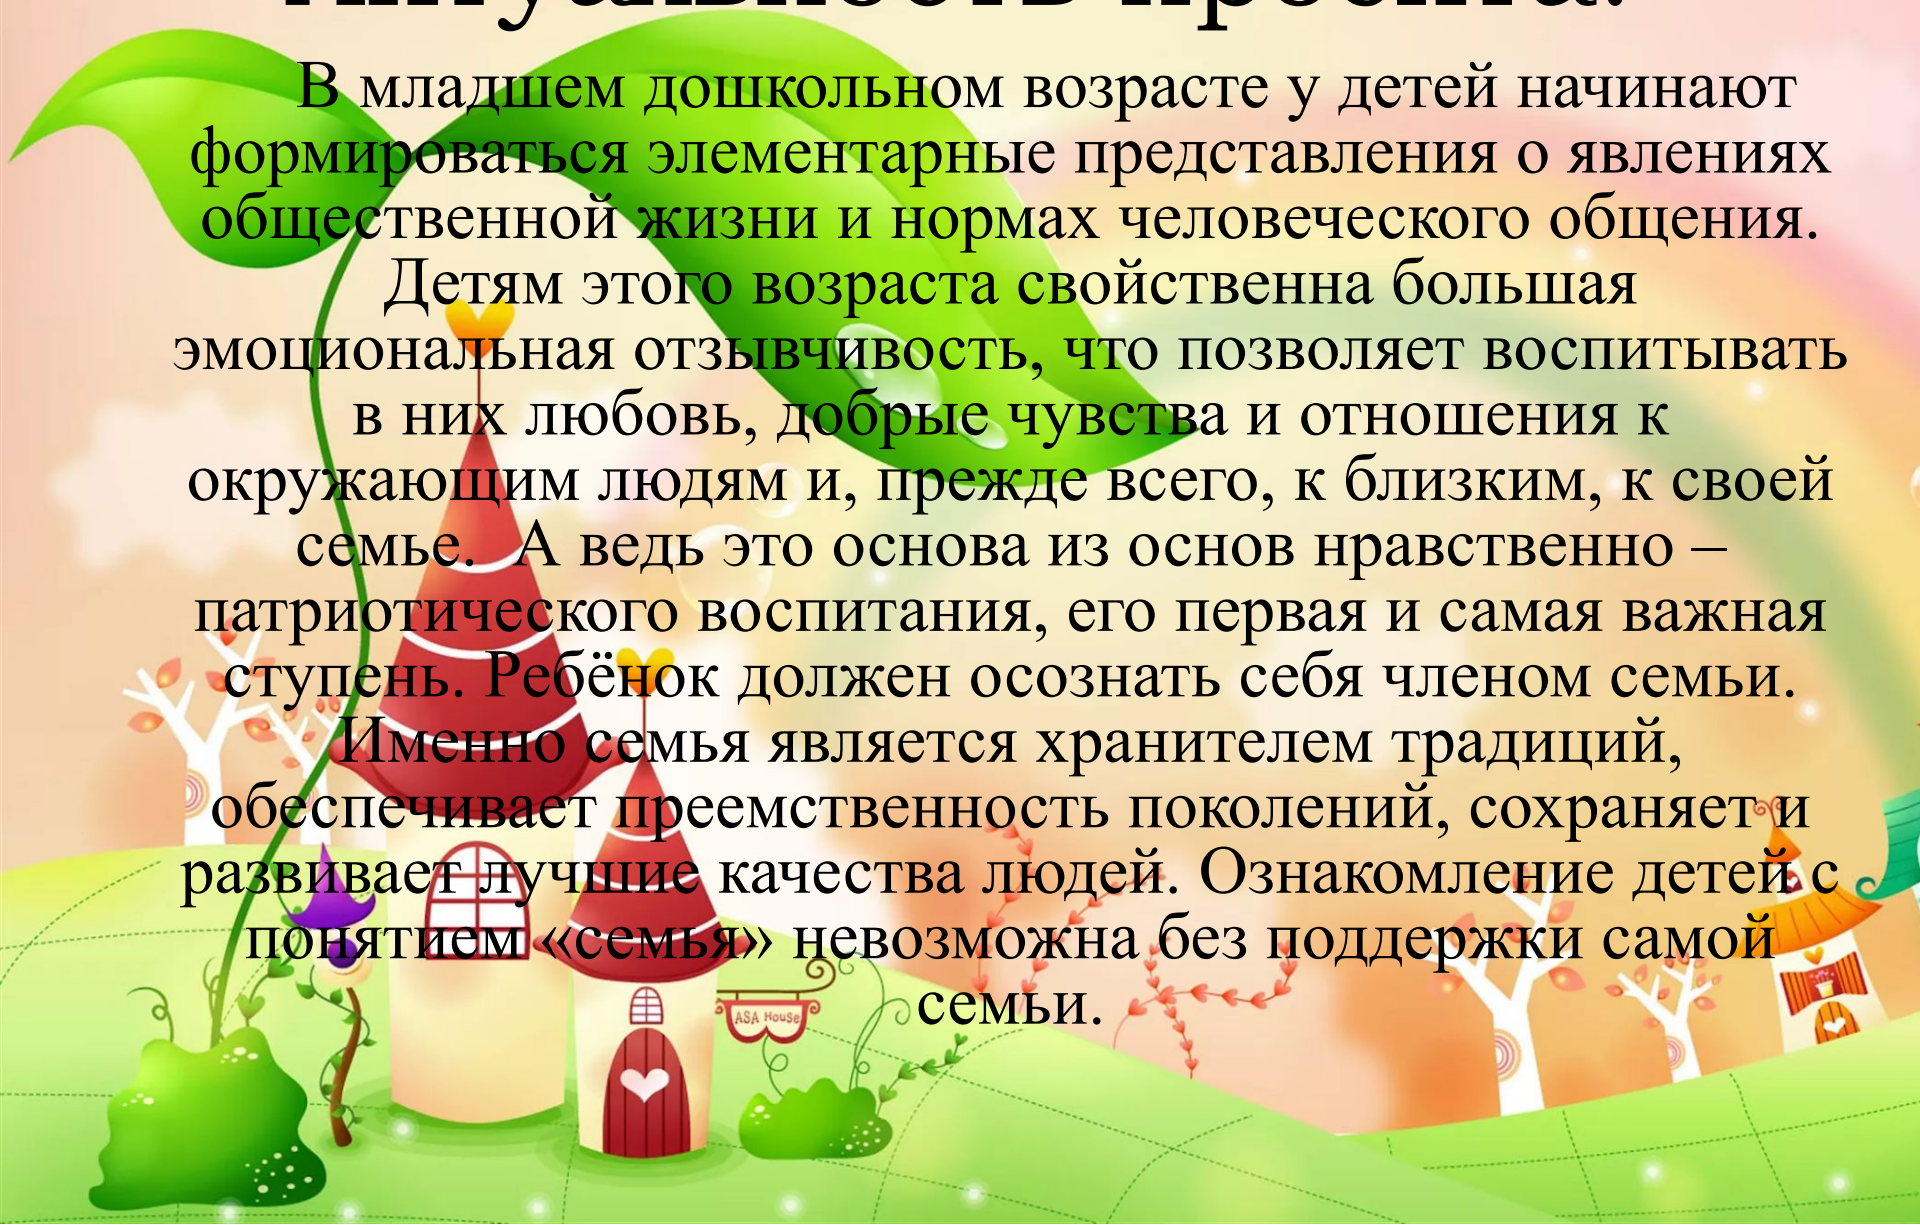 Актуальность проекта:
В младшем дошкольном возрасте у детей начинают
формироваться элементарные представления о явлениях
общественной жизни и нормах человеческого общения.
Детям этого возраста свойственна большая
эмоциональная отзывчивость, что позволяет воспитывать
в них любовь, добрые чувства и отношения к
окружающим людям и, прежде всего, к близким, к своей
семье.  А ведь это основа из основ нравственно –
патриотического воспитания, его первая и самая важная
ступень. Ребёнок должен осознать себя членом семьи.
Именно семья является хранителем традиций,
обеспечивает преемственность поколений, сохраняет и
развивает лучшие качества людей. Ознакомление детей с
понятием «семья» невозможна без поддержки самой
семьи.
ASA House